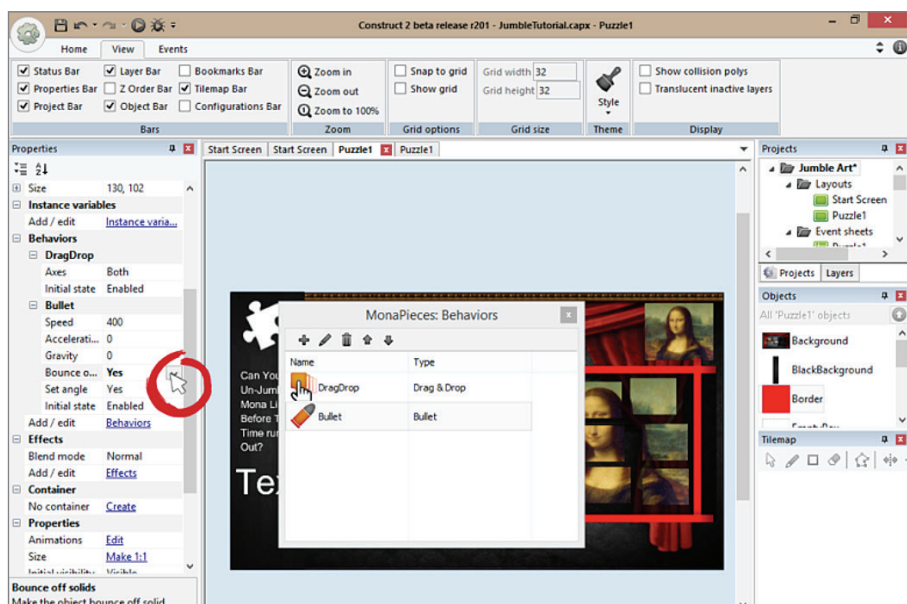 Construct 2 beta release r201 - JumbleTutorial.capx - Puzzle1
Home View Events
Status Bar Layer Bar Bookmarks Bar
Properties Bar Z Order Bar Tilemap Bar
Project Bar Object Bar Configurations Bar
Bars
Zoom in
Zoom out
Zoom to 100%
Zoom
Snap to grid
Show grid
Grid options
Grid width 32
Grid height 32
Grid size
Style
Theme
Show collision polys
Translucent inactive layers
Display
Properties
Size 130, 102
Instance variables
Add / edit Instance varia...
Behaviors
DragDrop
Axes Both
Initial state Enabled
Bullet
Speed 400
Accelerati... 0
Gravity 0
Bounce o... Yes
Set angle Yes
Initial state Enabled
Add / edit Behaviors
Effects
Blend mode Normal
Add / edit Effects
Container
No container Create
Properties
Animations Edit
Size Make 1:1
Initial visibility Visible
Bounce off solids
Make the object bounce off solid
Start Screen Start Screen Puzzle1 Puzzle1
Can You
Un-Jumb
Mona Li
Before T
Time run
Out?
Tex
MonaPieces: Behaviors
Name Type
DragDrop Drag & Drop
Bullet Bullet
Projects
Jumble Art*
Layouts
Start Screen
Puzzle1
Event sheets
Puzzle1
Projects Layers
Objects
All 'Puzzle1' objects
Background
BlackBackground
Border
EmptyBox
Tilemap